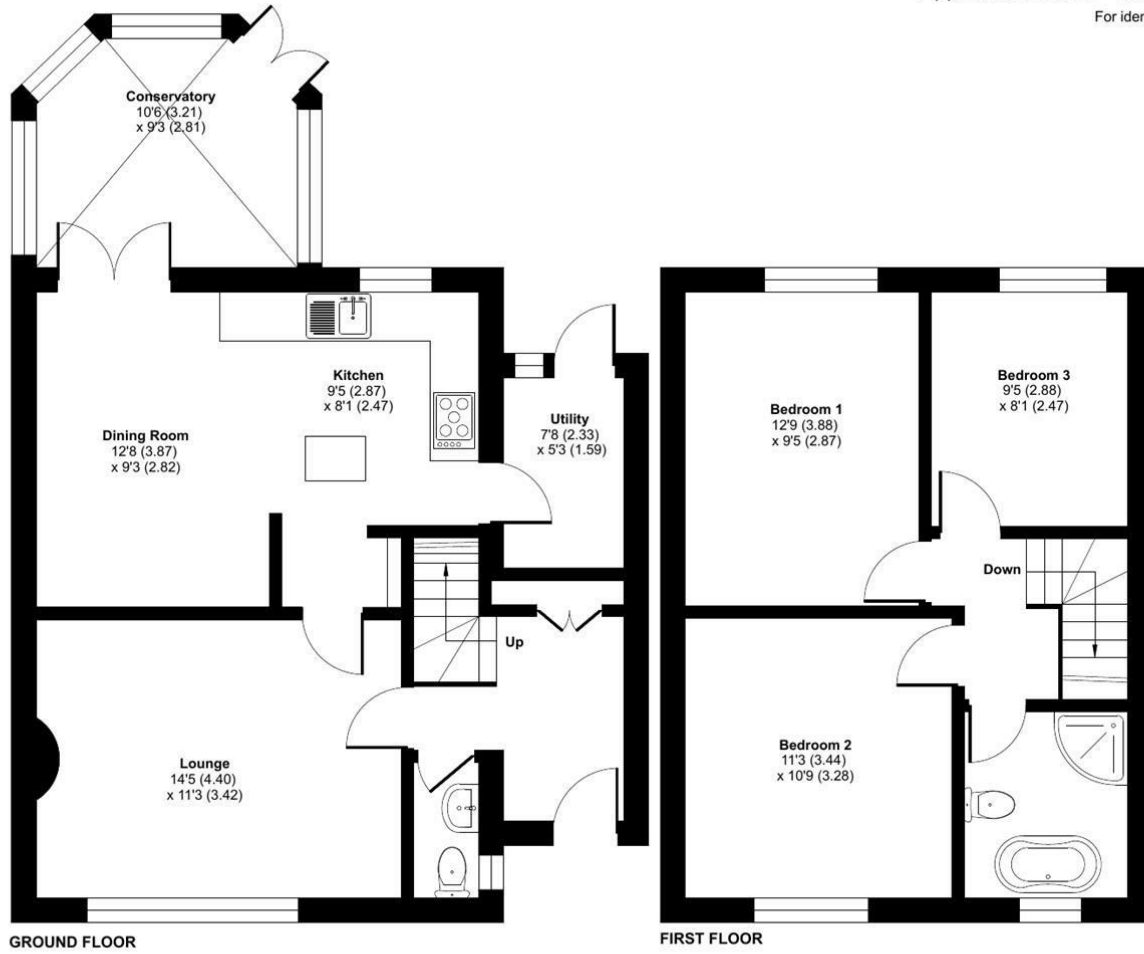 For iden
Conservatory
10'6 (3.21)
x 9'3 (2.81)
Kitchen
9'5 (2.87)
x 8'1 (2.47)
Dining Room
12'8 (3.87)
x 9'3 (2.82)
Utility
7'8 (2.33)
x 5'3 (1.59)
Up
Lounge
14'5 (4.40)
x 11'3 (3.42)
GROUND FLOOR
Bedroom 1
12'9 (3.88)
x 9'5 (2.87)
Bedroom 3
9'5 (2.88)
x 8'1 (2.47)
Down
Bedroom 2
11'3 (3.44)
x 10'9 (3.28)
FIRST FLOOR